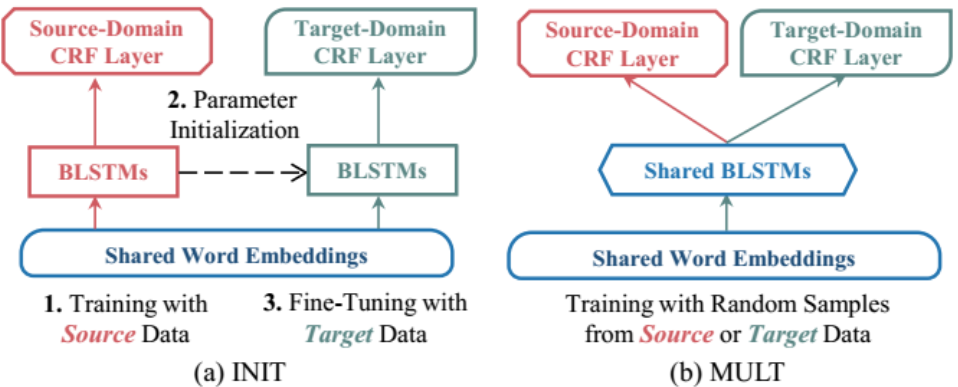 Source-Domain
CRF Layer
Target-Domain
CRF Layer
2. Parameter
Initialization
BLSTMs
BLSTMs
Shared Word Embeddings
1. Training with
Source Data
3. Fine-Tuning with
Target Data
(a) INIT
Source-Domain
CRF Layer
Target-Domain
CRF Layer
Shared BLSTMs
Shared Word Embeddings
Training with Random Samples
from Source or Target Data
(b) MULT